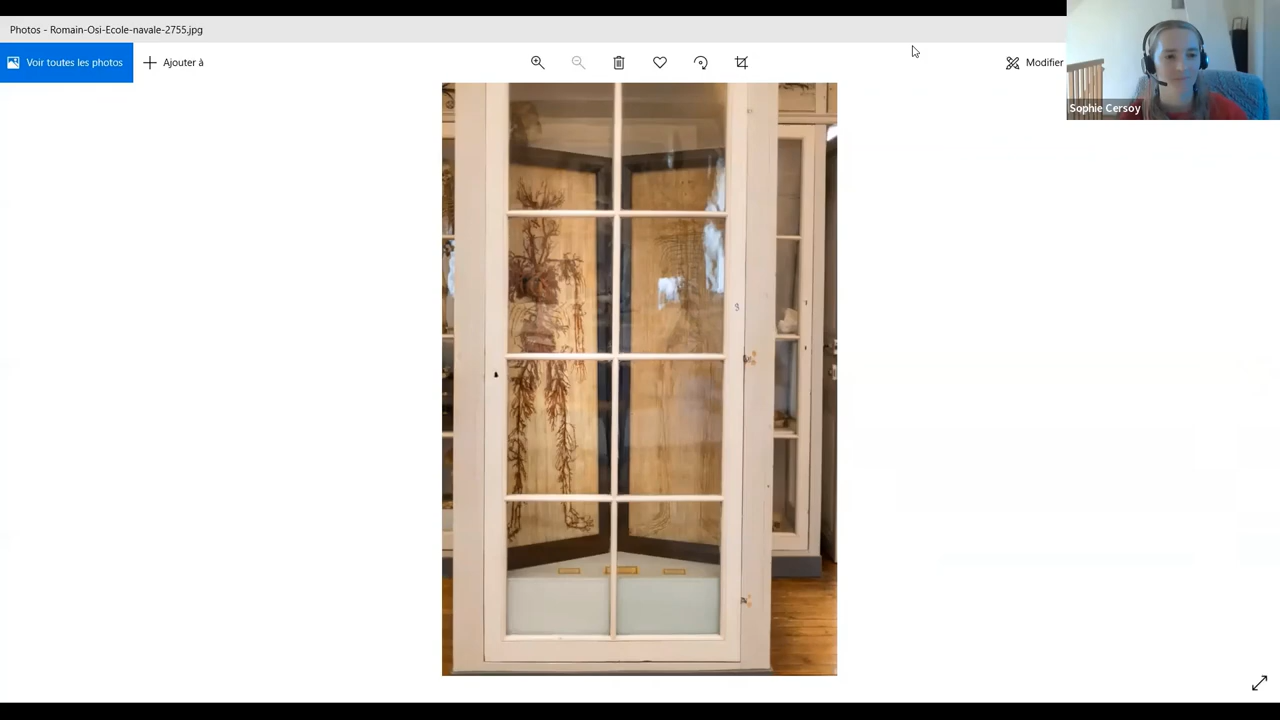 Photos - Romain-Osi-Ecole-navale-2755.jpg
Voir toutes les photos
Ajouter à
Modifier
Sophie Cersoy